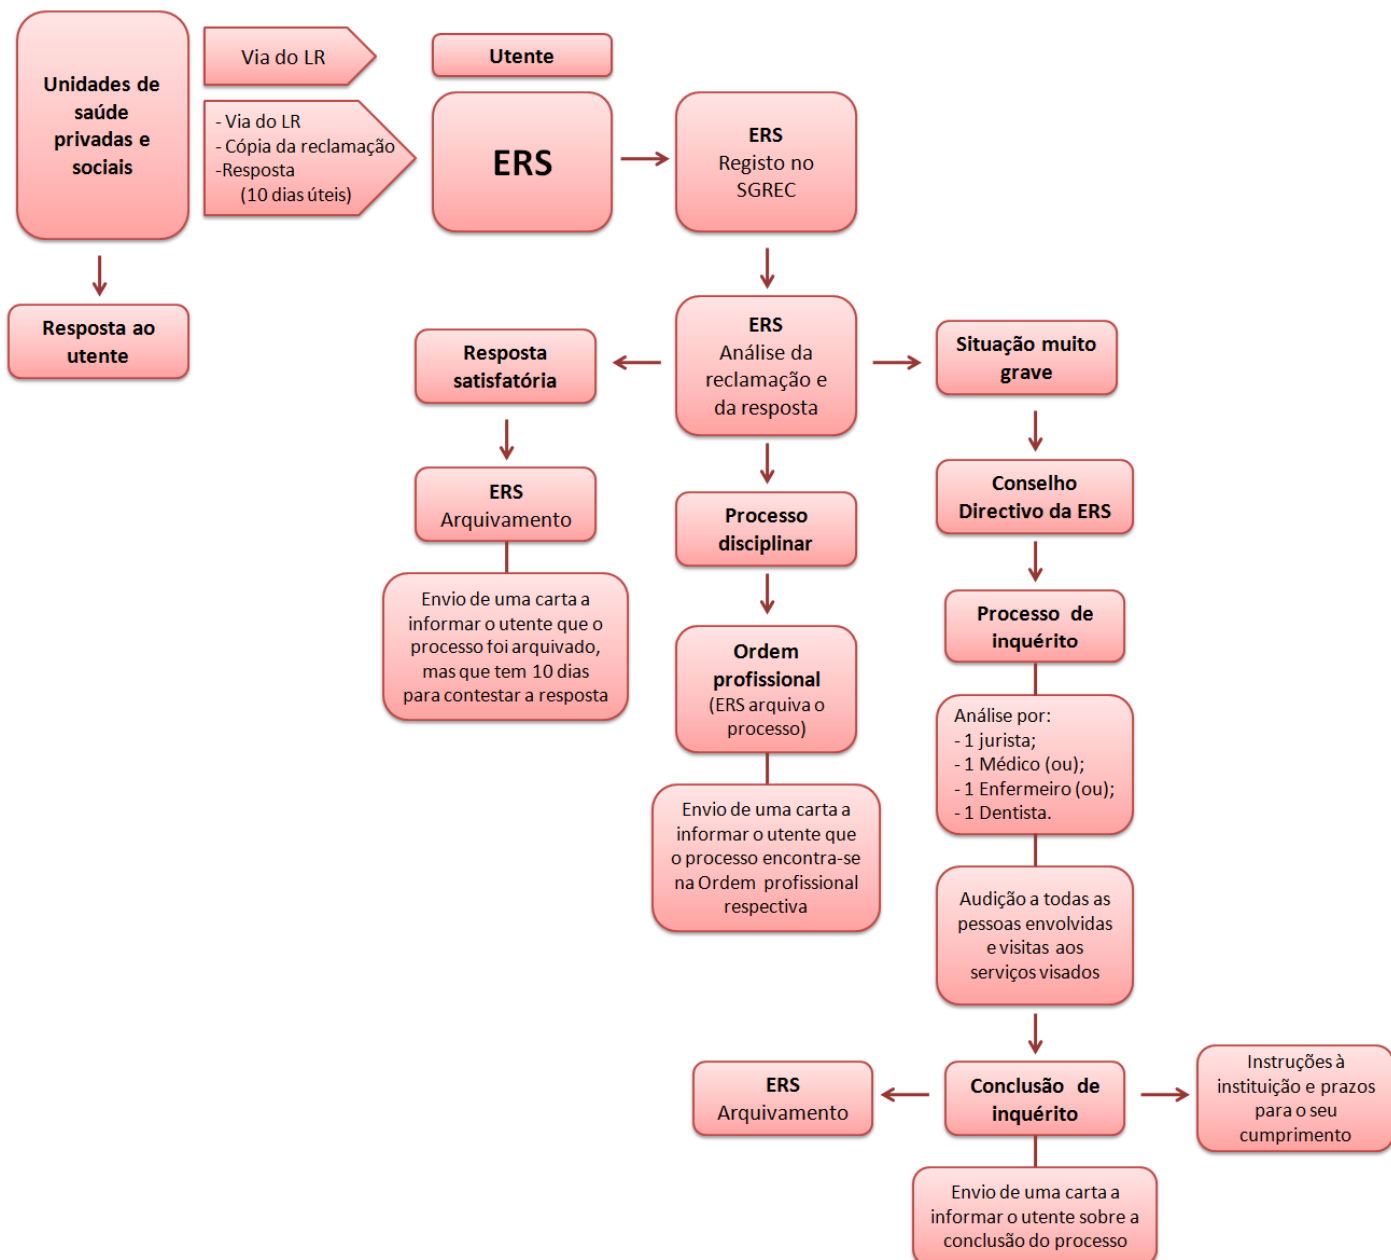 Unidades de
saúde
privadas e
sociais
Via do LR
- Via do LR
- Cópia da reclamação
-Resposta
(10 dias úteis)
Utente
ERS
ERS
Registo no
SGREC
Resposta ao
utente
Resposta
satisfatória
ERS
Análise da
reclamação e
da resposta
Situação muito
grave
ERS
Arquivamento
Processo
disciplinar
Conselho
Directivo da ERS
Envio de uma carta a
informar o utente que o
processo foi arquivado,
mas que tem 10 dias
para contestar a resposta
Ordem
profissional
(ERS arquiva o
processo)
Processo de
inquérito
Análise por:
- 1 jurista;
- 1 Médico (ou);
- 1 Enfermeiro (ou);
- 1 Dentista.
Envio de uma carta a
informar o utente que
o processo encontra-se
na Ordem profissional
respectiva
Audição a todas as
pessoas envolvidas
e visitas aos
serviços visados
ERS
Arquivamento
Conclusão de
inquérito
Instruções à
instituição e prazos
para o seu
cumprimento
Envio de uma carta a
informar o utente sobre a
conclusão do processo